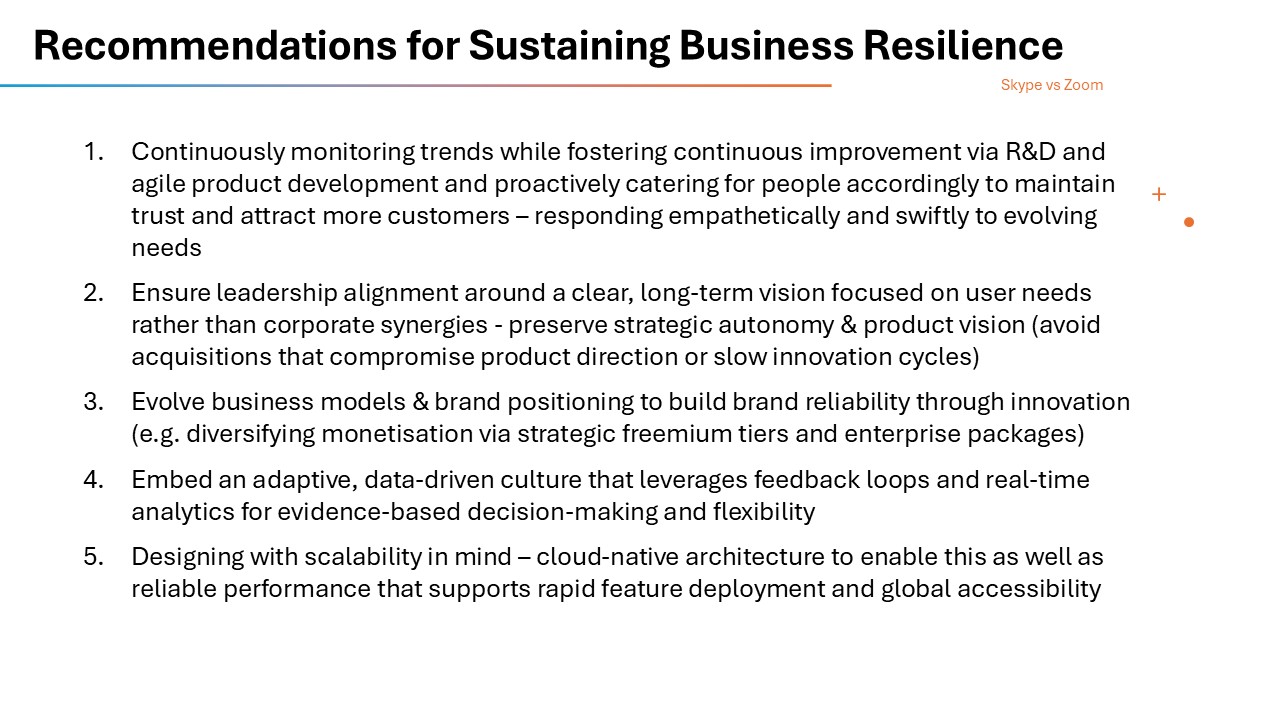 Recommendations for Sustaining Business Resilience
Skype vs Zoom
1. Continuously monitoring trends while fostering continuous improvement via R&D and
agile product development and proactively catering for people accordingly to maintain
trust and attract more customers – responding empathetically and swiftly to evolving
needs
2. Ensure leadership alignment around a clear, long-term vision focused on user needs
rather than corporate synergies - preserve strategic autonomy & product vision (avoid
acquisitions that compromise product direction or slow innovation cycles)
3. Evolve business models & brand positioning to build brand reliability through innovation
(e.g. diversifying monetisation via strategic freemium tiers and enterprise packages)
4. Embed an adaptive, data-driven culture that leverages feedback loops and real-time
analytics for evidence-based decision-making and flexibility
5. Designing with scalability in mind – cloud-native architecture to enable this as well as
reliable performance that supports rapid feature deployment and global accessibility